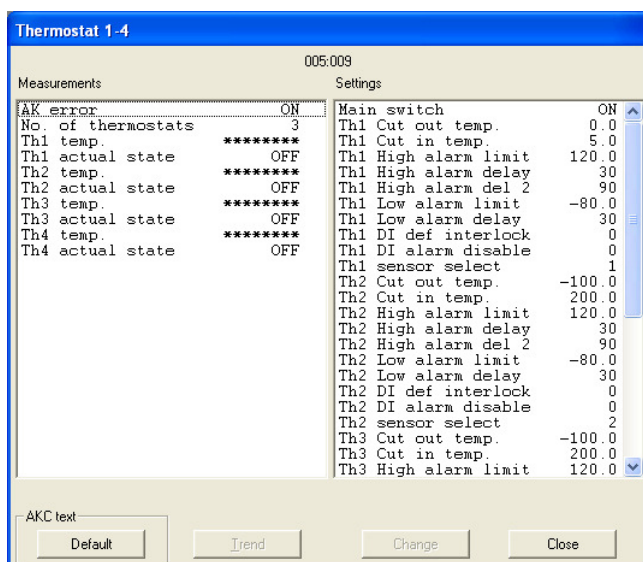 Thermostat 1-4
005:009
Measurements
AK error ON
No. of thermostats 3
Th1 temp. ********
Th1 actual state OFF
Th2 temp. ********
Th2 actual state OFF
Th3 temp. ********
Th3 actual state OFF
Th4 temp. ********
Th4 actual state OFF
Settings
Main switch ON
Th1 Cut out temp. 0.0
Th1 Cut in temp. 5.0
Th1 High alarm limit 120.0
Th1 High alarm delay 30
Th1 High alarm del 2 90
Th1 Low alarm limit -80.0
Th1 Low alarm delay 30
Th1 DI def interlock 0
Th1 DI alarm disable 0
Th1 sensor select 1
Th2 Cut out temp. -100.0
Th2 Cut in temp. 200.0
Th2 High alarm limit 120.0
Th2 High alarm delay 30
Th2 High alarm del 2 90
Th2 Low alarm limit -80.0
Th2 Low alarm delay 30
Th2 DI def interlock 0
Th2 DI alarm disable 0
Th2 sensor select 2
Th3 Cut out temp. -100.0
Th3 Cut in temp. 200.0
Th3 High alarm limit 120.0
AKC text
Default
Trend
Change
Close